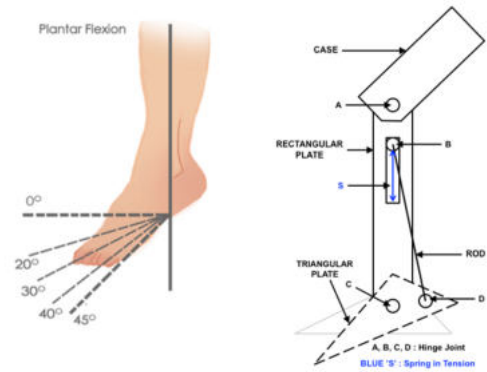 Plantar Flexion
0°
20°
30°
40°
45°
CASE
A
RECTANGULAR
PLATE
B
S
ROD
TRIANGULAR
PLATE
C
D
A, B, C, D : Hinge Joint
BLUE 'S' : Spring in Tension